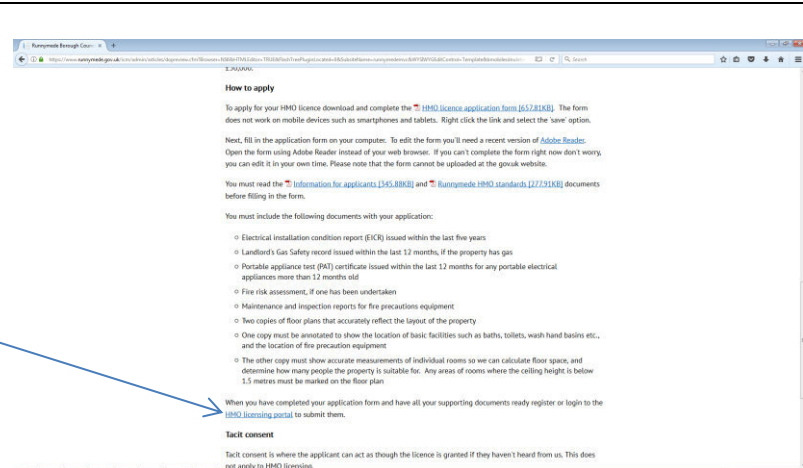 Runnymede Borough Coun
https://www.runnymede.gov.uk
Search
£30,000.
How to apply
To apply for your HMO licence download and complete the HMO licence application form [657.81KB]. The form
does not work on mobile devices such as smartphones and tablets. Right click the link and select the 'save' option.
Next, fill in the application form on your computer. To edit the form you'll need a recent version of Adobe Reader.
Open the form using Adobe Reader instead of your web browser. If you can't complete the form right now don't worry,
you can edit it in your own time. Please note that the form cannot be uploaded at the gov.uk website.
You must read the Information for applicants [345.88KB] and Runnymede HMO standards [277.91KB] documents
before filling in the form.
You must include the following documents with your application:
Electrical installation condition report (EICR) issued within the last five years
Landlord's Gas Safety record issued within the last 12 months, if the property has gas
Portable appliance test (PAT) certificate issued within the last 12 months for any portable electrical
appliances more than 12 months old
Fire risk assessment, if one has been undertaken
Maintenance and inspection reports for fire precautions equipment
Two copies of floor plans that accurately reflect the layout of the property
One copy must be annotated to show the location of basic facilities such as baths, toilets, wash hand basins etc.,
and the location of fire precaution equipment
The other copy must show accurate measurements of individual rooms so we can calculate floor space, and
determine how many people the property is suitable for. Any areas of rooms where the ceiling height is below
1.5 metres must be marked on the floor plan
When you have completed your application form and have all your supporting documents ready register or login to the
HMO licensing portal to submit them.
Tacit consent
Tacit consent is where the applicant can act as though the licence is granted if they haven't heard from us. This does
not apply to HMO licensing.